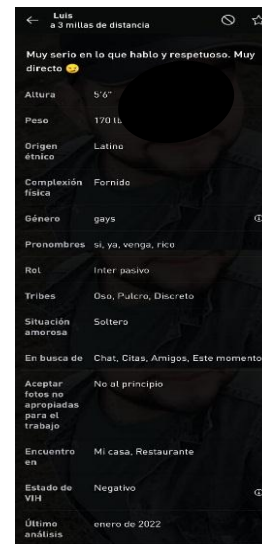 Luis
a 3 millas de distancia
Muy serio en lo que hablo y respetuoso. Muy
directo 😏
Altura 5'6"
Peso 170 lb
Origen
étnico Latino
Complexión
física Fornido
Género gays
Pronombres si, ya, venga, rico
Rol Inter pasivo
Tribes Oso, Pulcro, Discreto
Situación
amorosa Soltero
En busca de Chat, Citas, Amigos, Este momento
Aceptar No al principio
fotos no
apropiadas
para el
trabajo
Encuentro
en Mi casa, Restaurante
Estado de
VIH Negativo
Último
análisis enero de 2022